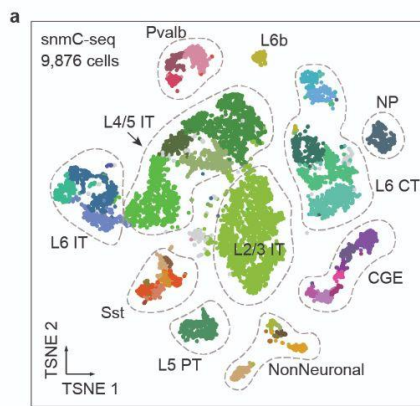 a
snmC-seq
9,876 cells
Pvalb
L6b
L4/5 IT
NP
L6 CT
L6 IT
L2/3 IT
CGE
Sst
L5 PT
NonNeuronal
TSNE 2
TSNE 1